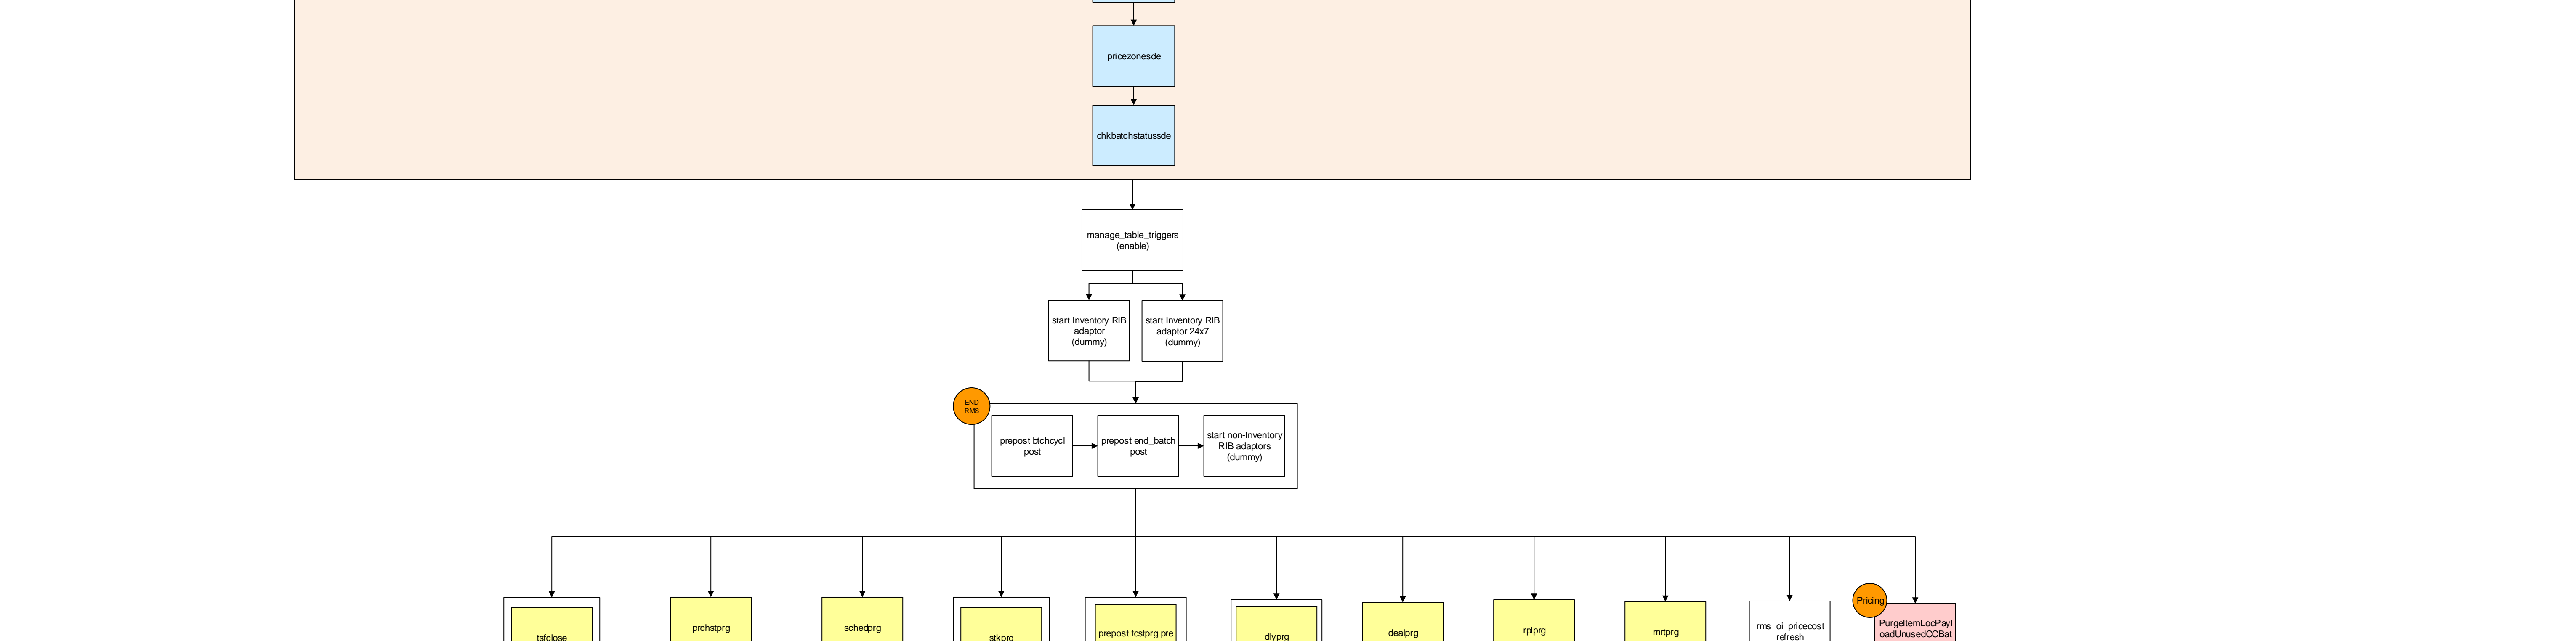 pricezonesde
chkbatchstatussde
manage_table_triggers
(enable)
start Inventory RIB
adaptor
(dummy)
start Inventory RIB
adaptor 24x7
(dummy)
END
RMS
prepost btchcycl
post
prepost end_batch
post
start non-Inventory
RIB adaptors
(dummy)
tsfclose
prchstprg
schedprg
stkprg
prepost fcstprg pre
dlyprg
dealprg
rplprg
mrtprg
rms_oi_pricecost
refresh
Pricing
PurgeItemLocPayl
oadUnusedCCBat